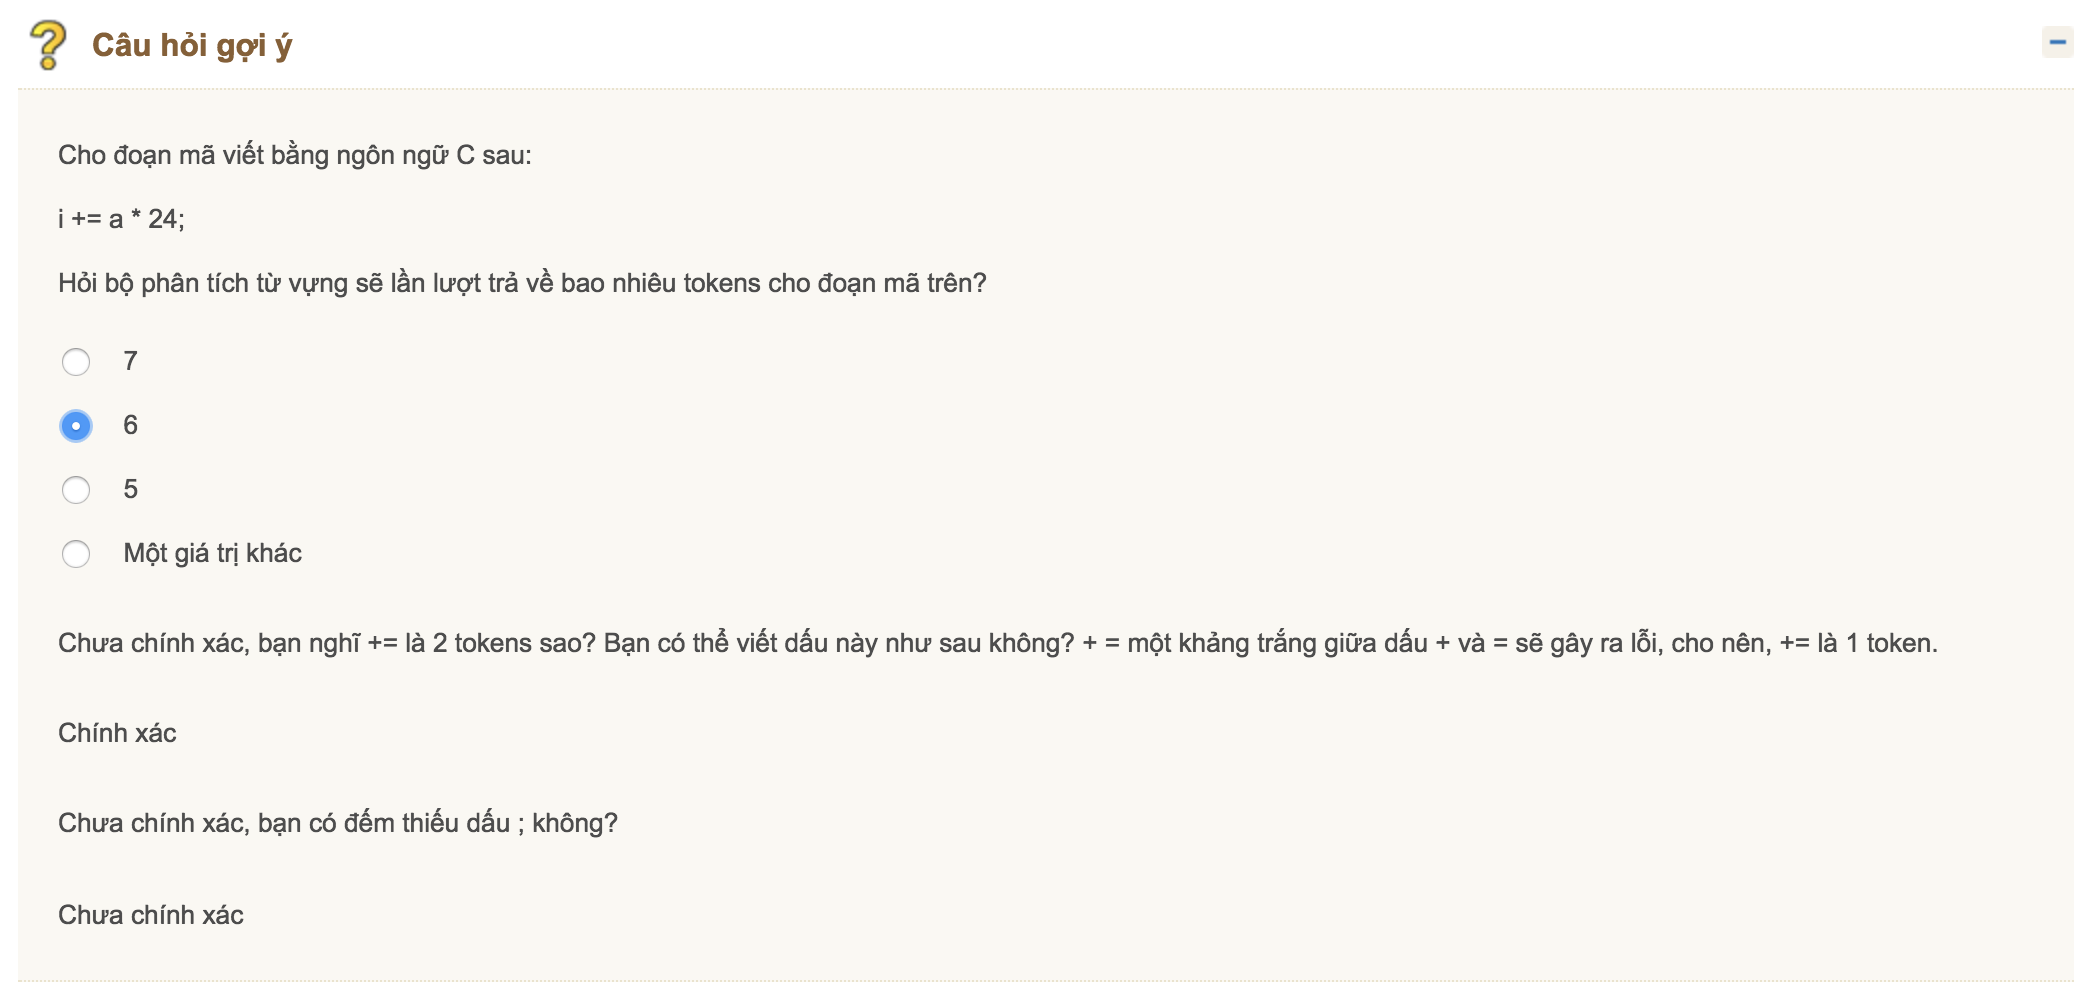 Câu hỏi gợi ý
Cho đoạn mã viết bằng ngôn ngữ C sau:
i += a * 24;
Hỏi bộ phân tích từ vựng sẽ lần lượt trả về bao nhiêu tokens cho đoạn mã trên?
7
6
5
Một giá trị khác
Chưa chính xác, bạn nghĩ += là 2 tokens sao? Bạn có thể viết dấu này như sau không? + = một khảng trắng giữa dấu + và = sẽ gây ra lỗi, cho nên, += là 1 token.
Chính xác
Chưa chính xác, bạn có đếm thiếu dấu ; không?
Chưa chính xác